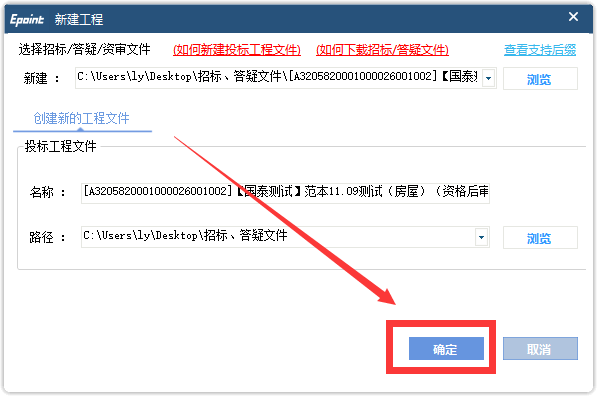 Epoint 新建工程
选择招标/答疑/资审文件 (如何新建投标工程文件) (如何下载招标/答疑文件) 查看支持后缀
新建 : C:\Users\ly\Desktop\招标、答疑文件\[A3205820001000026001002]【国泰 浏览
创建新的工程文件
投标工程文件
名称 : [A3205820001000026001002]【国泰测试】范本11.09测试（房屋）（资格后审
路径 : C:\Users\ly\Desktop\招标、答疑文件 浏览
确定 取消